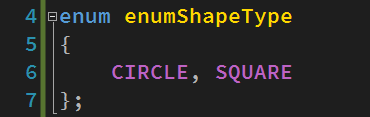 4 enum enumShapeType
5 {
6 CIRCLE, SQUARE
7 };